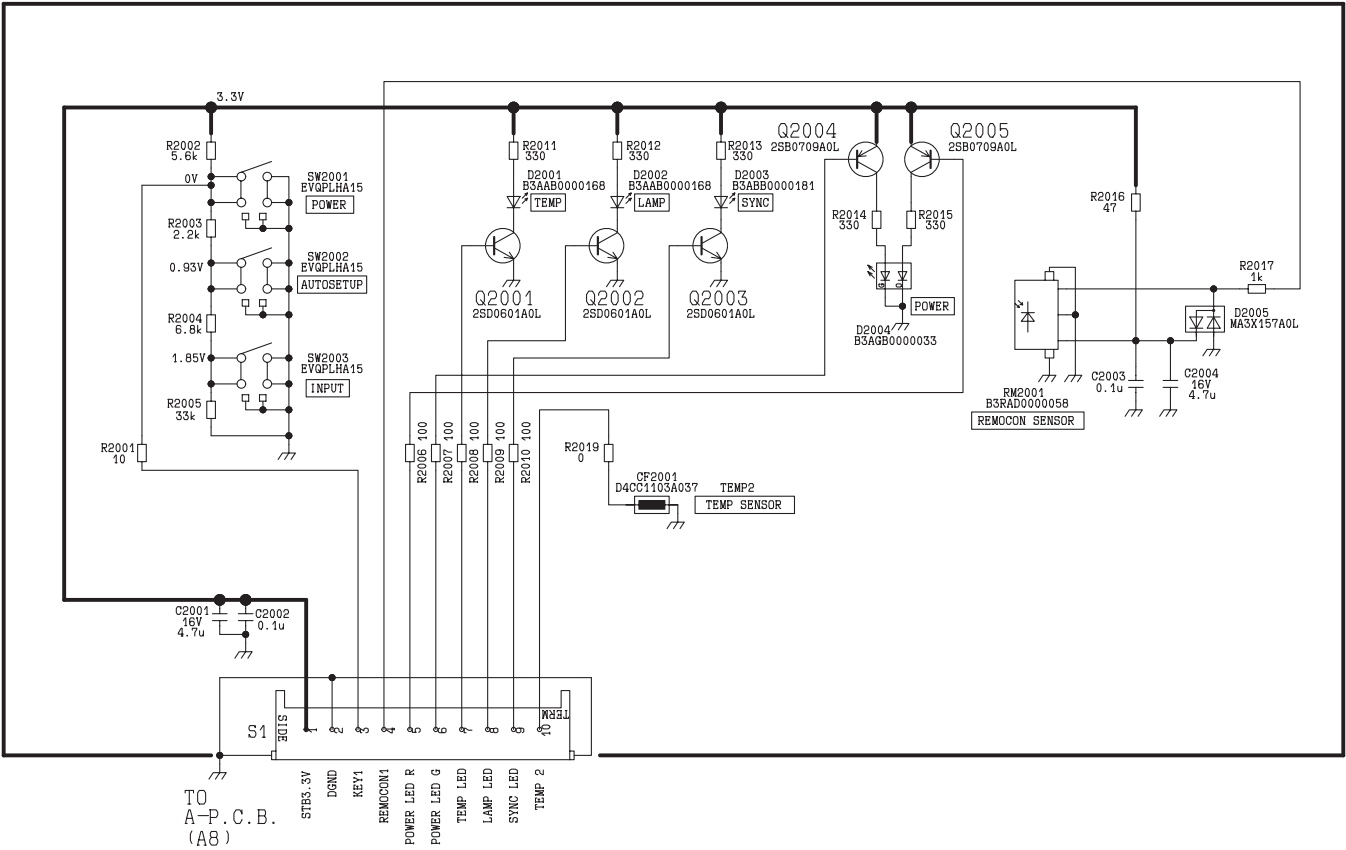 3.3V
R2002
5.6k
0V
SW2001
EVQPLHA15
POWER
R2003
2.2k
0.93V
SW2002
EVQPLHA15
AUTOSETUP
R2004
6.8k
1.85V
SW2003
EVQPLHA15
INPUT
R2005
33k
R2001
10
R2011
330
D2001
B3AAB0000168
TEMP
Q2001
2SD0601A0L
R2012
330
D2002
B3AAB0000168
LAMP
Q2002
2SD0601A0L
R2013
330
D2003
B3ABB0000181
SYNC
Q2003
2SD0601A0L
Q2004
2SB0709A0L
Q2005
2SB0709A0L
R2014
330
R2015
330
G
O
POWER
D2004
B3AGB0000033
R2016
47
R2017
1k
D2005
MA3X157A0L
C2003
0.1u
C2004
16V
4.7u
RM2001
B3RAD0000058
REMOCON SENSOR
R2006 100
R2007 100
R2008 100
R2009 100
R2010 100
R2019
0
CF2001
D4CC1103A037
TEMP2
TEMP SENSOR
C2001
16V
4.7u
C2002
0.1u
S1
SIDE
TERM
1
2
3
4
5
6
7
8
9
10
STB3.3V
DGND
KEY1
REMOCON1
POWER LED R
POWER LED G
TEMP LED
LAMP LED
SYNC LED
TEMP 2
TO
A-P.C.B.
(A8)